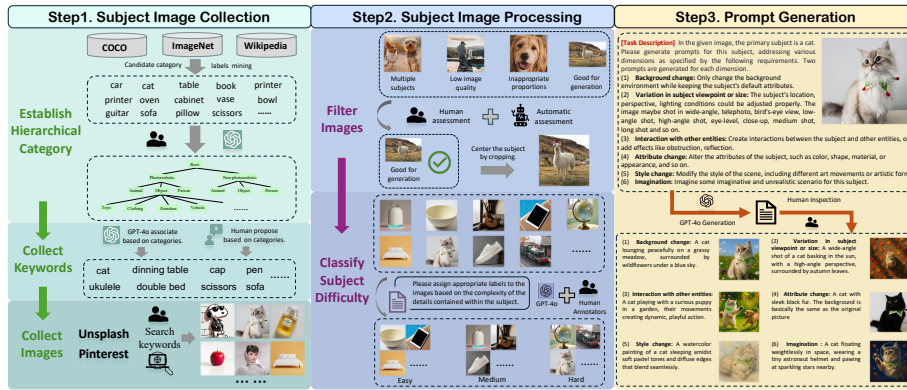 Step1. Subject Image Collection
COCO
ImageNet
Wikipedia
Candidate category
labels mining
car
cat
table
book
printer
printer
oven
cabinet
vase
bowl
guitar
sofa
pillow
scissors
......
Establish
Hierarchical
Category
Root
Photorealistic
Nonphotorealistic
Animal
Object
Person
Animal
Object
Person
Toys
Clothing
Furniture
Vehicle
......
Collect
Keywords
GPT-4o associate
based on categories.
Human propose
based on categories.
cat
dinning table
cap
pen
......
ukulele
double bed
scissors
sofa
Collect
Images
Unsplash
Pinterest
Search
keywords
... ...
Step2. Subject Image Processing
Multiple
subjects
Low image
quality
Inappropriate
proportions
Good for
generation
Filter
Images
Human
assessment
Automatic
assessment
Good for
generation
Center the subject
by cropping.
......
Classify
Subject
Difficulty
Please assign appropriate labels to the
images based on the complexity of the
details contained within the subject.
GPT-4o
Human
Annotators
......
Easy
Medium
Hard
Step3. Prompt Generation
[Task Description] In the given image, the primary subject is a cat.
Please generate prompts for this subject, addressing various
dimensions as specified by the following requirements. Two
prompts are generated for each dimension.
(1) Background change: Only change the background
environment while keeping the subject's default attributes.
(2) Variation in subject viewpoint or size: The subject's location,
perspective, lighting conditions could be adjusted properly. The
image maybe shot in wide-angle, telephoto, bird's-eye view, low-
angle shot, high-angle shot, eye-level, close-up, medium shot,
long shot and so on.
(3) Interaction with other entities: Create interactions between the subject and other entities, or
add effects like obstruction, reflection.
(4) Attribute change: Alter the attributes of the subject, such as color, shape, material, or
appearance, and so on.
(5) Style change: Modify the style of the scene, including different art movements or artistic forms
(6) Imagination: Imagine some imaginative and unrealistic scenario for this subject.
GPT-4o Generation
Human Inspection
(1) Background change: A cat
lounging peacefully on a grassy
meadow, surrounded by
wildflowers under a blue sky.
(2) Variation in subject
viewpoint or size: A wide-angle
shot of a cat basking in the sun,
with a high-angle perspective,
surrounded by autumn leaves.
(3) Interaction with other entities:
A cat playing with a curious puppy
in a garden, their movements
creating dynamic, playful action.
(4) Attribute change: A cat with
sleek black fur. The background is
basically the same as the original
picture
(5) Style change: A watercolor
painting of a cat sleeping amidst
soft pastel tones and diffuse edges
that blend seamlessly.
(6) Imagination : A cat floating
weightlessly in space, wearing a
tiny astronaut helmet and pawing
at sparkling stars nearby.